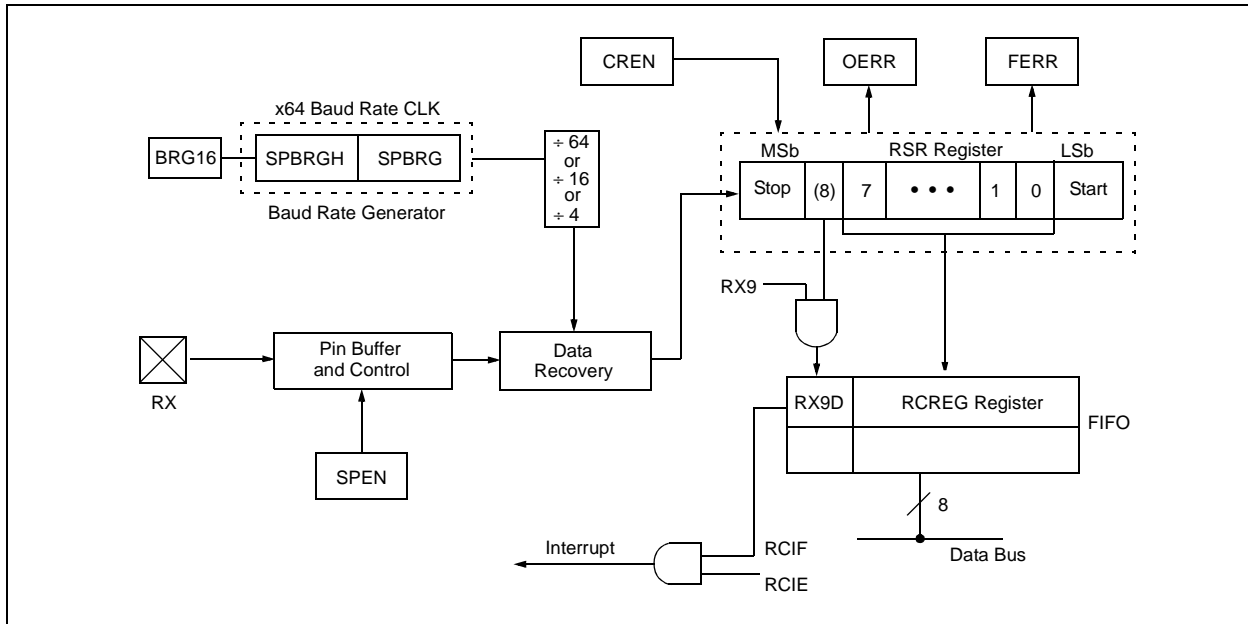 CREN
OERR
FERR
x64 Baud Rate CLK
BRG16
SPBRGH
SPBRG
Baud Rate Generator
÷ 64
or
÷ 16
or
÷ 4
MSb
RSR Register
LSb
Stop
(8)
7
• • •
1
0
Start
RX9
RX
Pin Buffer
and Control
Data
Recovery
SPEN
RX9D
RCREG Register
FIFO
8
Data Bus
Interrupt
RCIF
RCIE